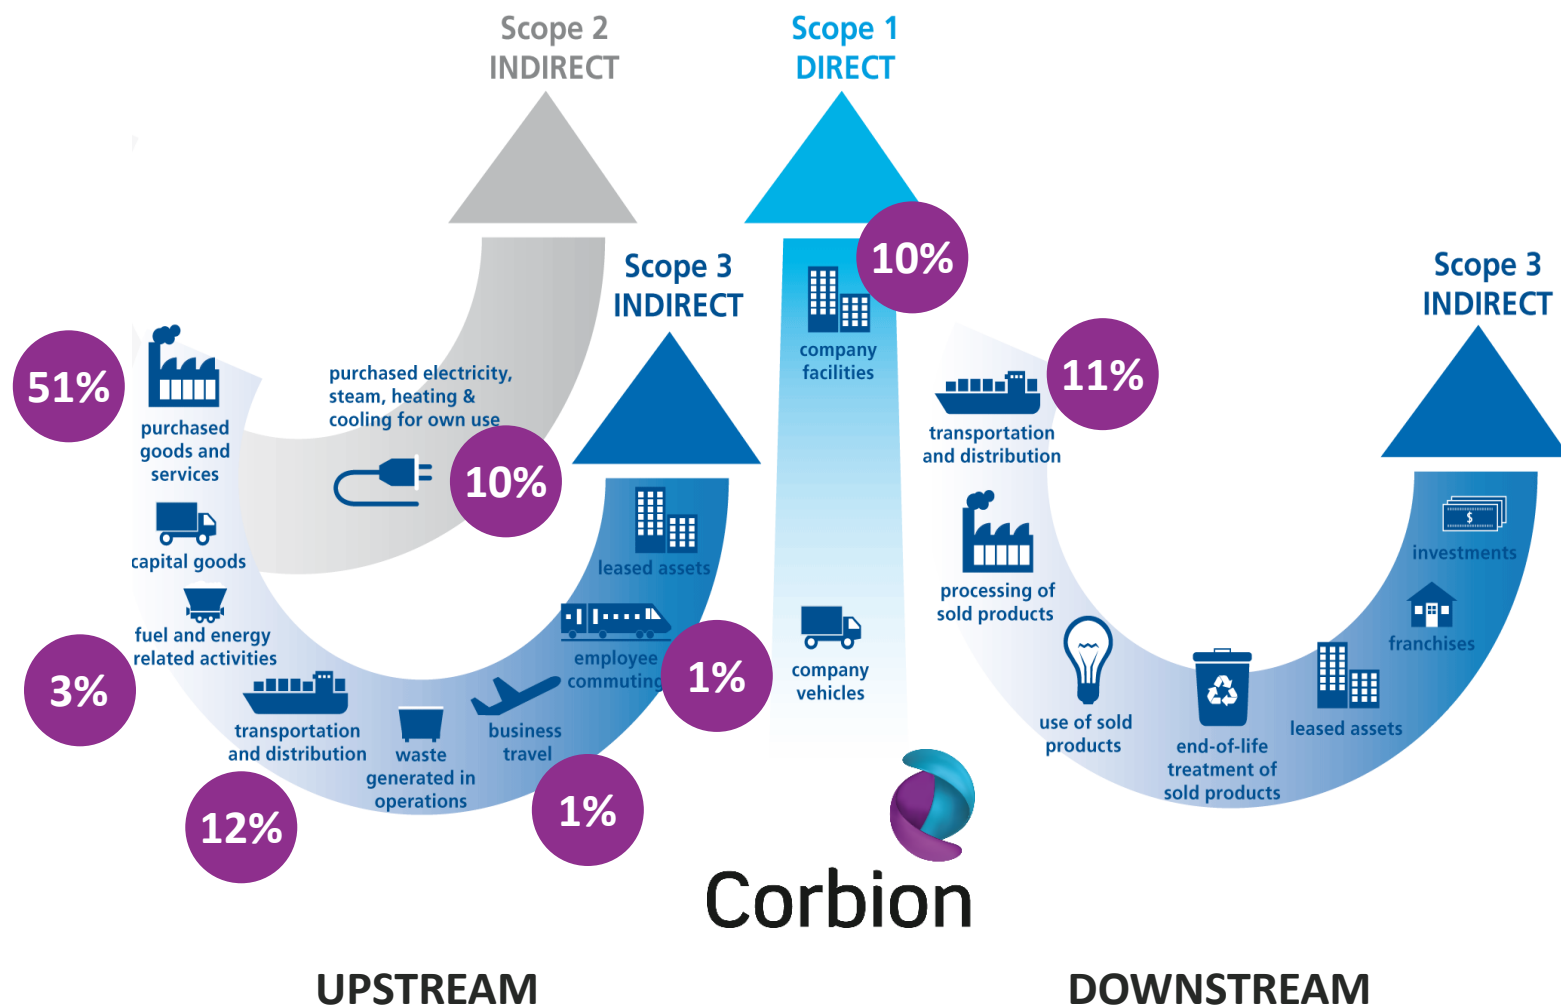 Scope 2
INDIRECT
Scope 1
DIRECT
Scope 3
INDIRECT
Scope 3
INDIRECT
51%
purchased
goods and
services
capital goods
fuel and energy
related activities
3%
transportation
and distribution
12%
waste
generated in
operations
business
travel
1%
employee
commuting
1%
leased assets
purchased electricity,
steam, heating &
cooling for own use
10%
10%
company
facilities
company
vehicles
11%
transportation
and distribution
processing of
sold products
use of sold
products
end-of-life
treatment of
sold products
leased assets
franchises
$
investments
Corbion
UPSTREAM
DOWNSTREAM